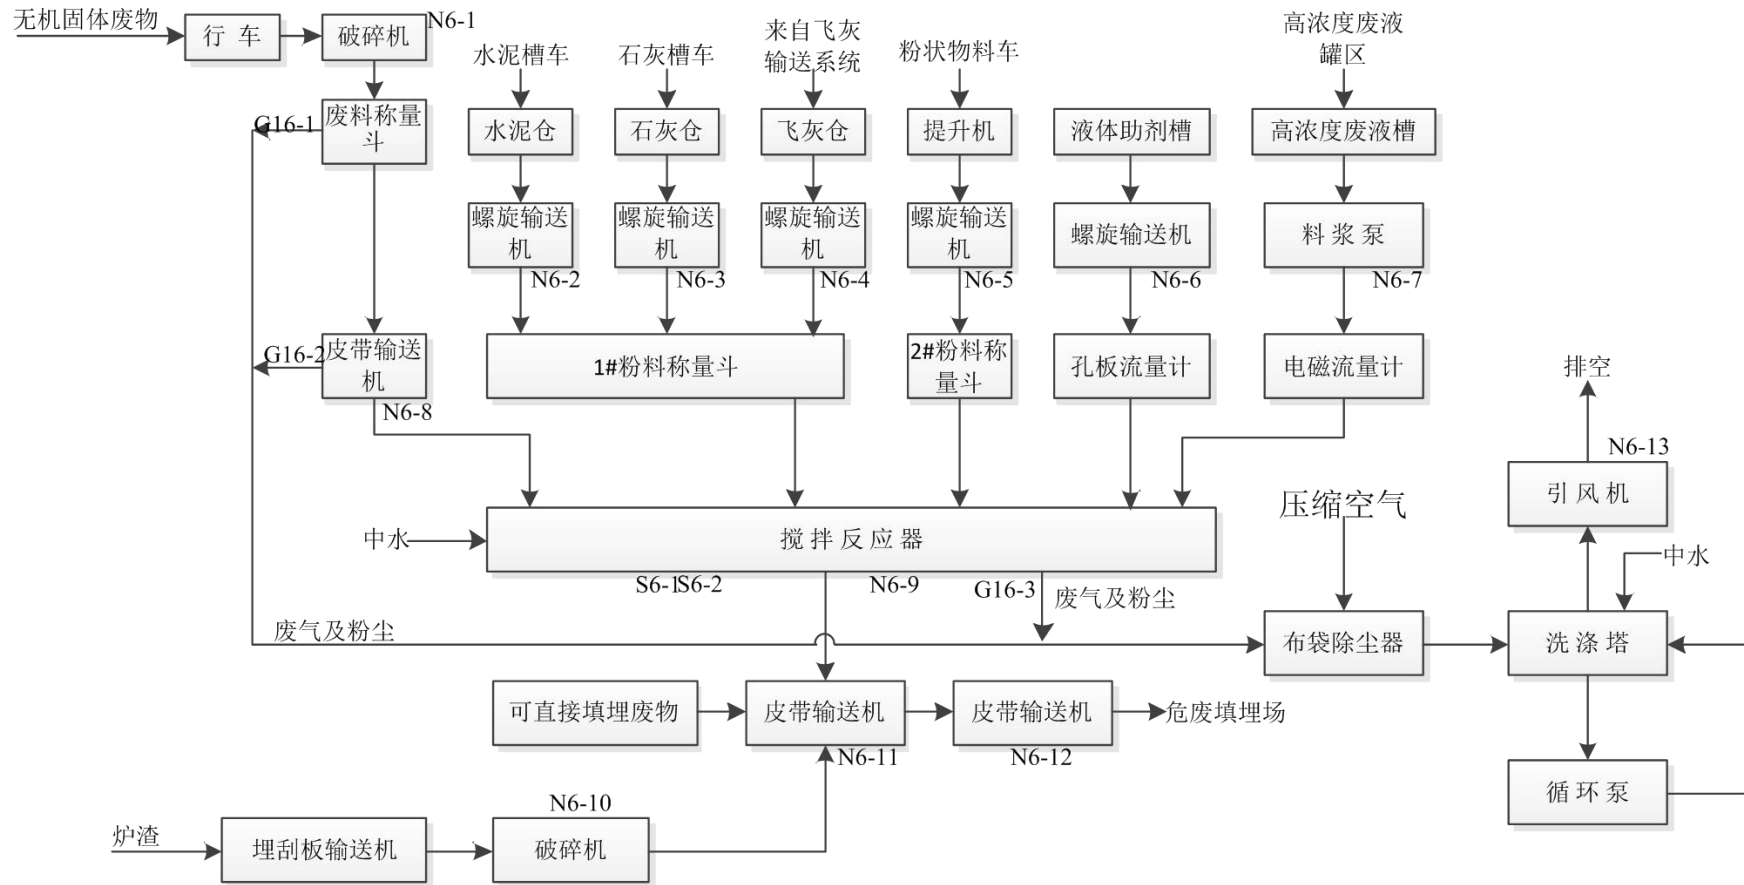 无机固体废物
行 车
破碎机
N6-1
水泥槽车
石灰槽车
来自飞灰
输送系统
粉状物料车
高浓度废液
罐区
G16-1
废料称量
斗
水泥仓
石灰仓
飞灰仓
提升机
液体助剂槽
高浓度废液槽
螺旋输送
机
螺旋输送
机
螺旋输送
机
螺旋输送
机
螺旋输送机
料 浆 泵
N6-2
N6-3
N6-4
N6-5
N6-6
N6-7
G16-2
皮带输送
机
1#粉料称量斗
2#粉料称
量斗
孔板流量计
电磁流量计
排空
N6-8
N6-13
引 风 机
压缩空气
中水
搅 拌 反 应 器
中水
S6-1
S6-2
N6-9
G16-3
废气及粉尘
废气及粉尘
布袋除尘器
洗 涤 塔
可直接填埋废物
皮带输送机
皮带输送机
危废填埋场
N6-11
N6-12
循 环 泵
N6-10
炉渣
埋刮板输送机
破碎机